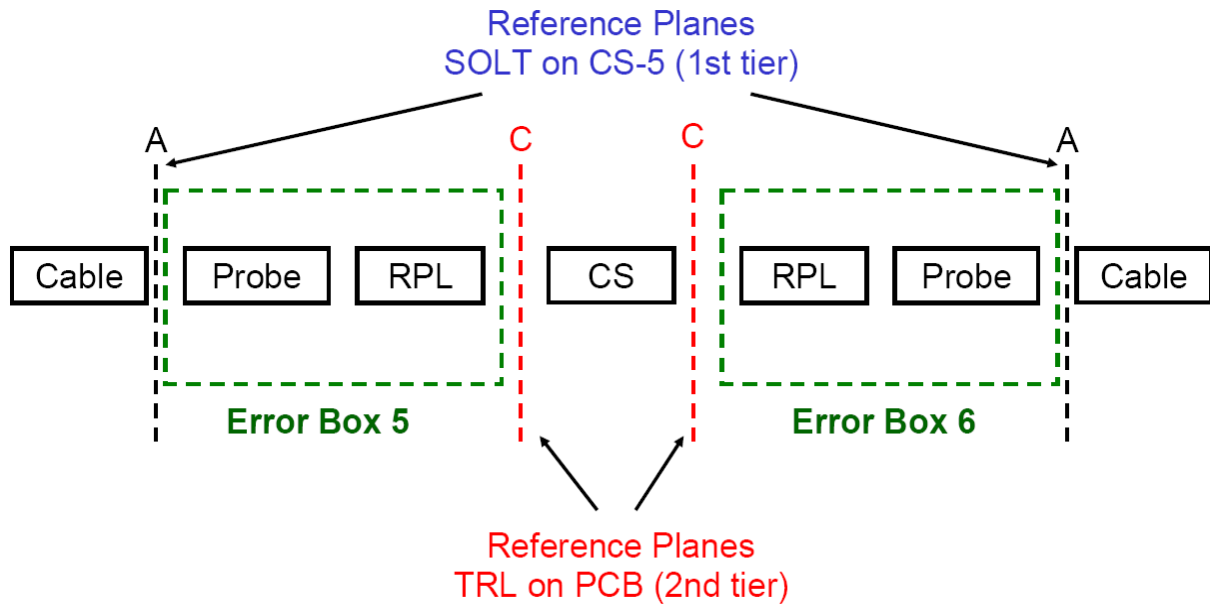 Reference Planes
SOLT on CS-5 (1st tier)
A
C
C
A
Cable
Probe
RPL
CS
RPL
Probe
Cable
Error Box 5
Error Box 6
Reference Planes
TRL on PCB (2nd tier)